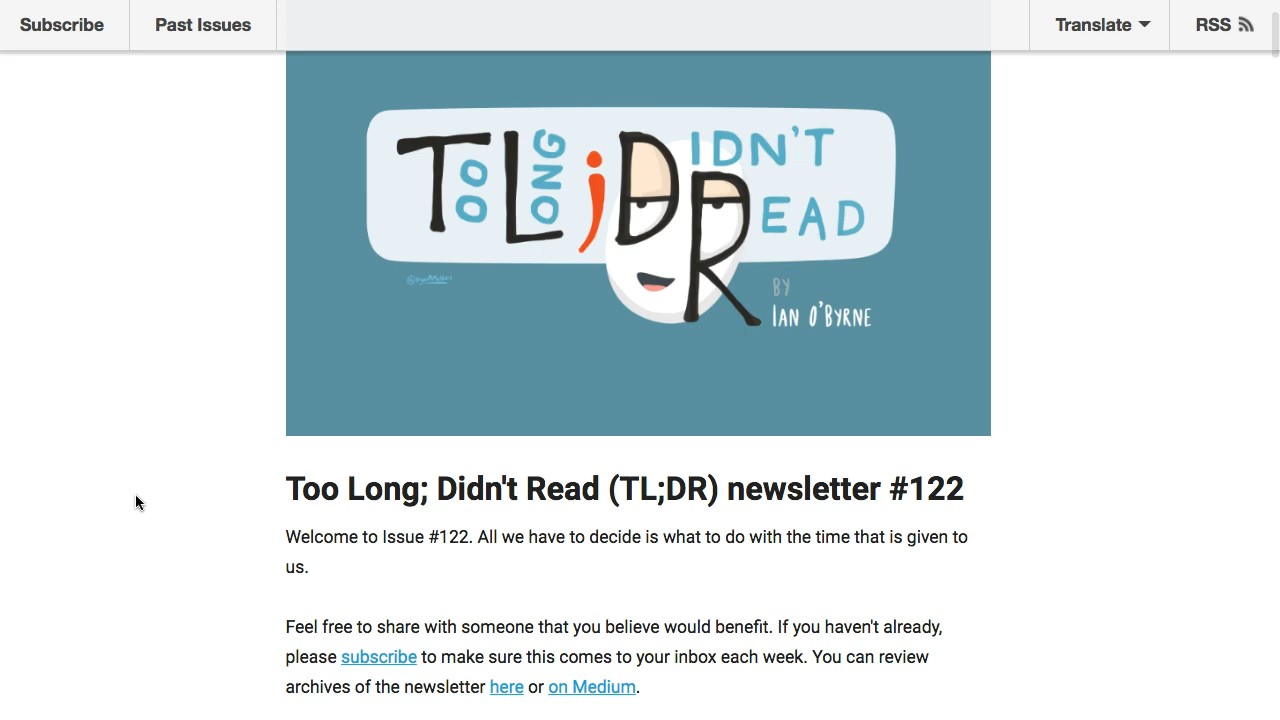 Subscribe
Past Issues
Translate
RSS
TOO LONG; DIDN'T
READ
BY
IAN O'BYRNE
Too Long; Didn't Read (TL;DR) newsletter #122
Welcome to Issue #122. All we have to decide is what to do with the time that is given to
us.
Feel free to share with someone that you believe would benefit. If you haven't already,
please subscribe to make sure this comes to your inbox each week. You can review
archives of the newsletter here or on Medium.